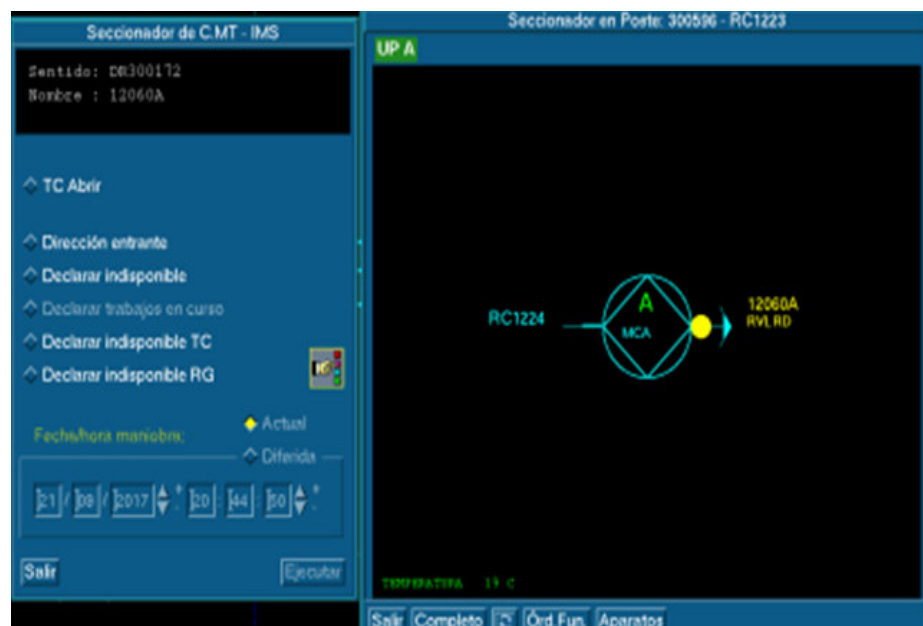 Seccionador de C.MT - IMS
Sentido: DR300172
Nombre : 12060A
TC Abrir
Dirección entrante
Declarar indisponible
Declarar trabajos en curso
Declarar indisponible TC
Declarar indisponible RG
Fecha/hora maniobra:
Actual
Diferida
21 / 09 / 2017 20 : 44 : 50
Salir
Ejecutar
Seccionador en Poste: 300596 - RC1223
UP A
RC1224
A
MCA
12060A
RVL RD
TEMPERATURA 19 C
Salir Completo Órd Fun. Aparatos